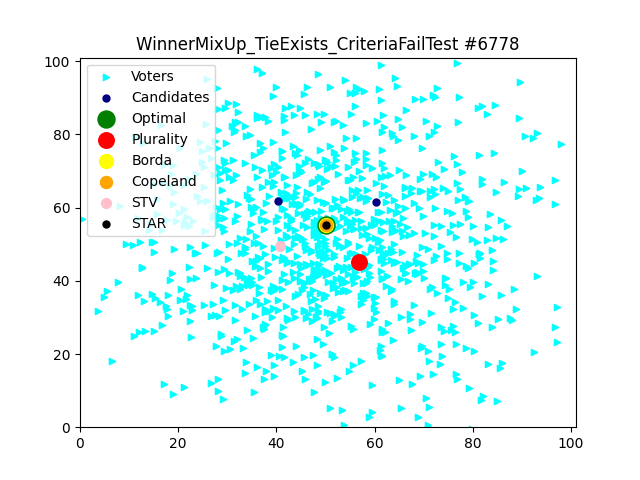 WinnerMixUp_TieExists_CriteriaFailTest #6778
100
80
60
40
20
0
Voters
Candidates
Optimal
Plurality
Borda
Copeland
STV
STAR
0 20 40 60 80 100